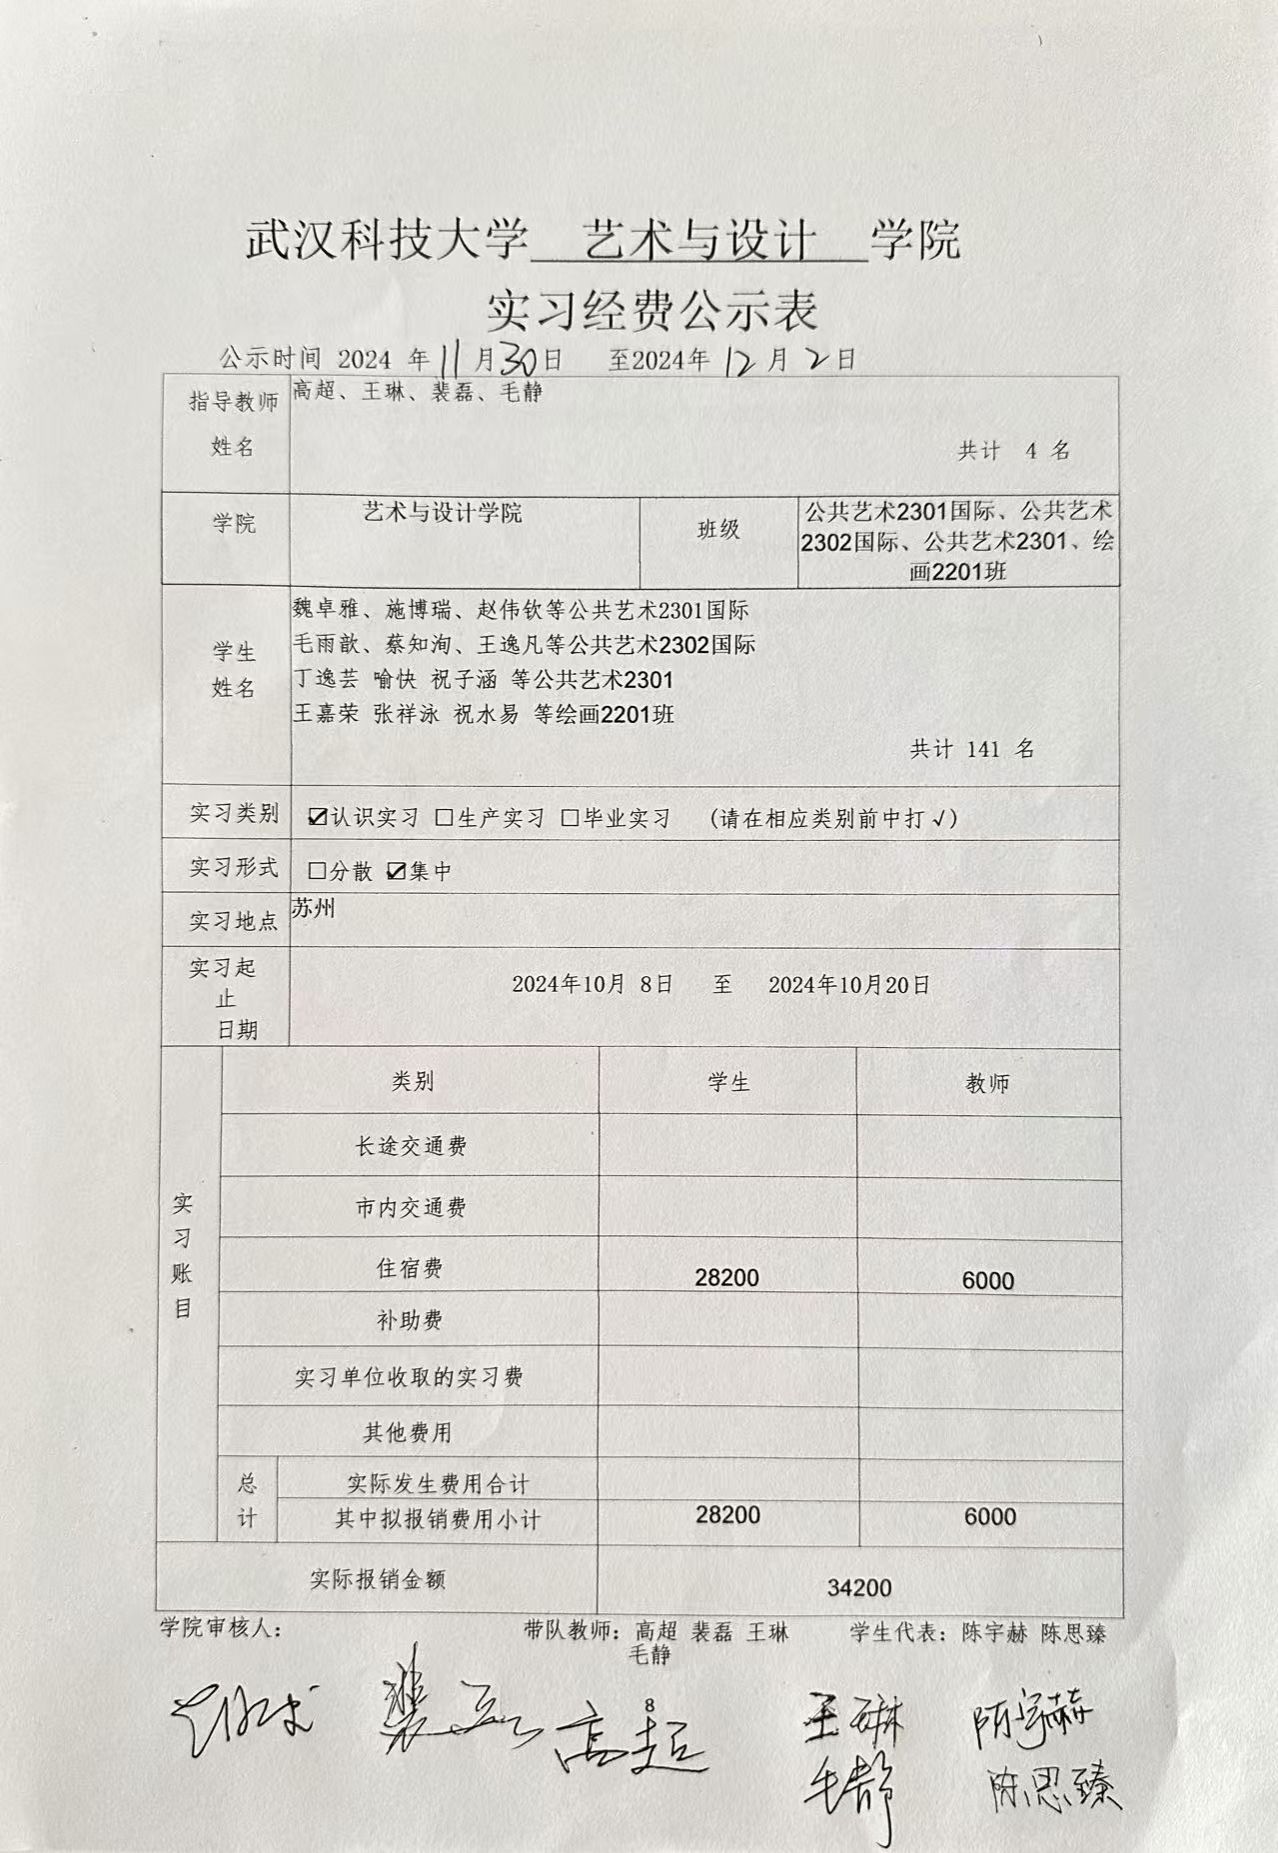 武汉科技大学 艺术与设计 学院
实习经费公示表
公示时间 2024 年 11 月 30 日 至2024年 12 月 2 日
指导教师姓名 高超、王琳、裴磊、毛静
共计 4 名
学院 艺术与设计学院 班级 公共艺术2301国际、公共艺术2302国际、公共艺术2301、绘画2201班
学生姓名
魏卓雅、施博瑞、赵伟钦等公共艺术2301国际
毛雨歆、蔡知洵、王逸凡等公共艺术2302国际
丁逸芸 喻快 祝子涵 等公共艺术2301
王嘉荣 张祥泳 祝水易 等绘画2201班
共计 141 名
实习类别 ☑认识实习 □生产实习 □毕业实习 (请在相应类别前中打√)
实习形式 □分散 ☑集中
实习地点 苏州
实习起止日期 2024年10月 8日 至 2024年10月20日
实习账目
类别 学生 教师
长途交通费
市内交通费
住宿费 28200 6000
补助费
实习单位收取的实习费
其他费用
总计
实际发生费用合计
其中拟报销费用小计 28200 6000
实际报销金额 34200
学院审核人: 带队教师: 高超 裴磊 王琳 学生代表: 陈宇赫 陈思臻
毛静
8
裴磊 高超 王琳 陈宇赫
毛静 陈思臻